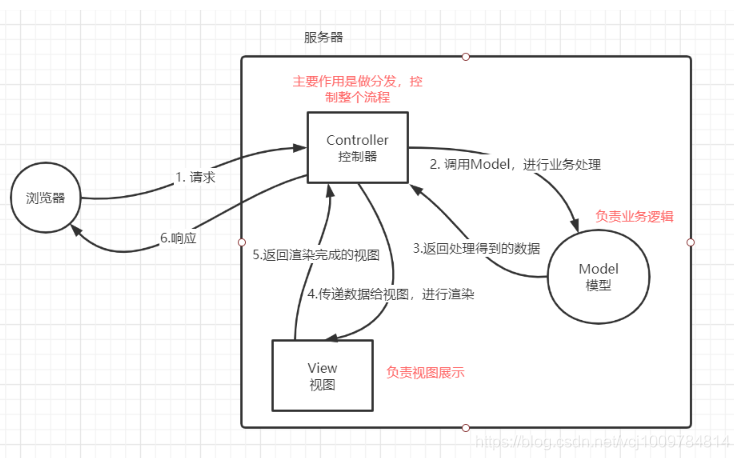 服务器
主要作用是做分发，控
制整个流程
Controller
控制器
1. 请求
2. 调用Model，进行业务处理
浏览器
负责业务逻辑
6.响应
3.返回处理得到的数据
5.返回渲染完成的视图
Model
模型
4.传递数据给视图，进行渲染
View
视图
负责视图展示
https://blog.csdn.net/ycj1009784814